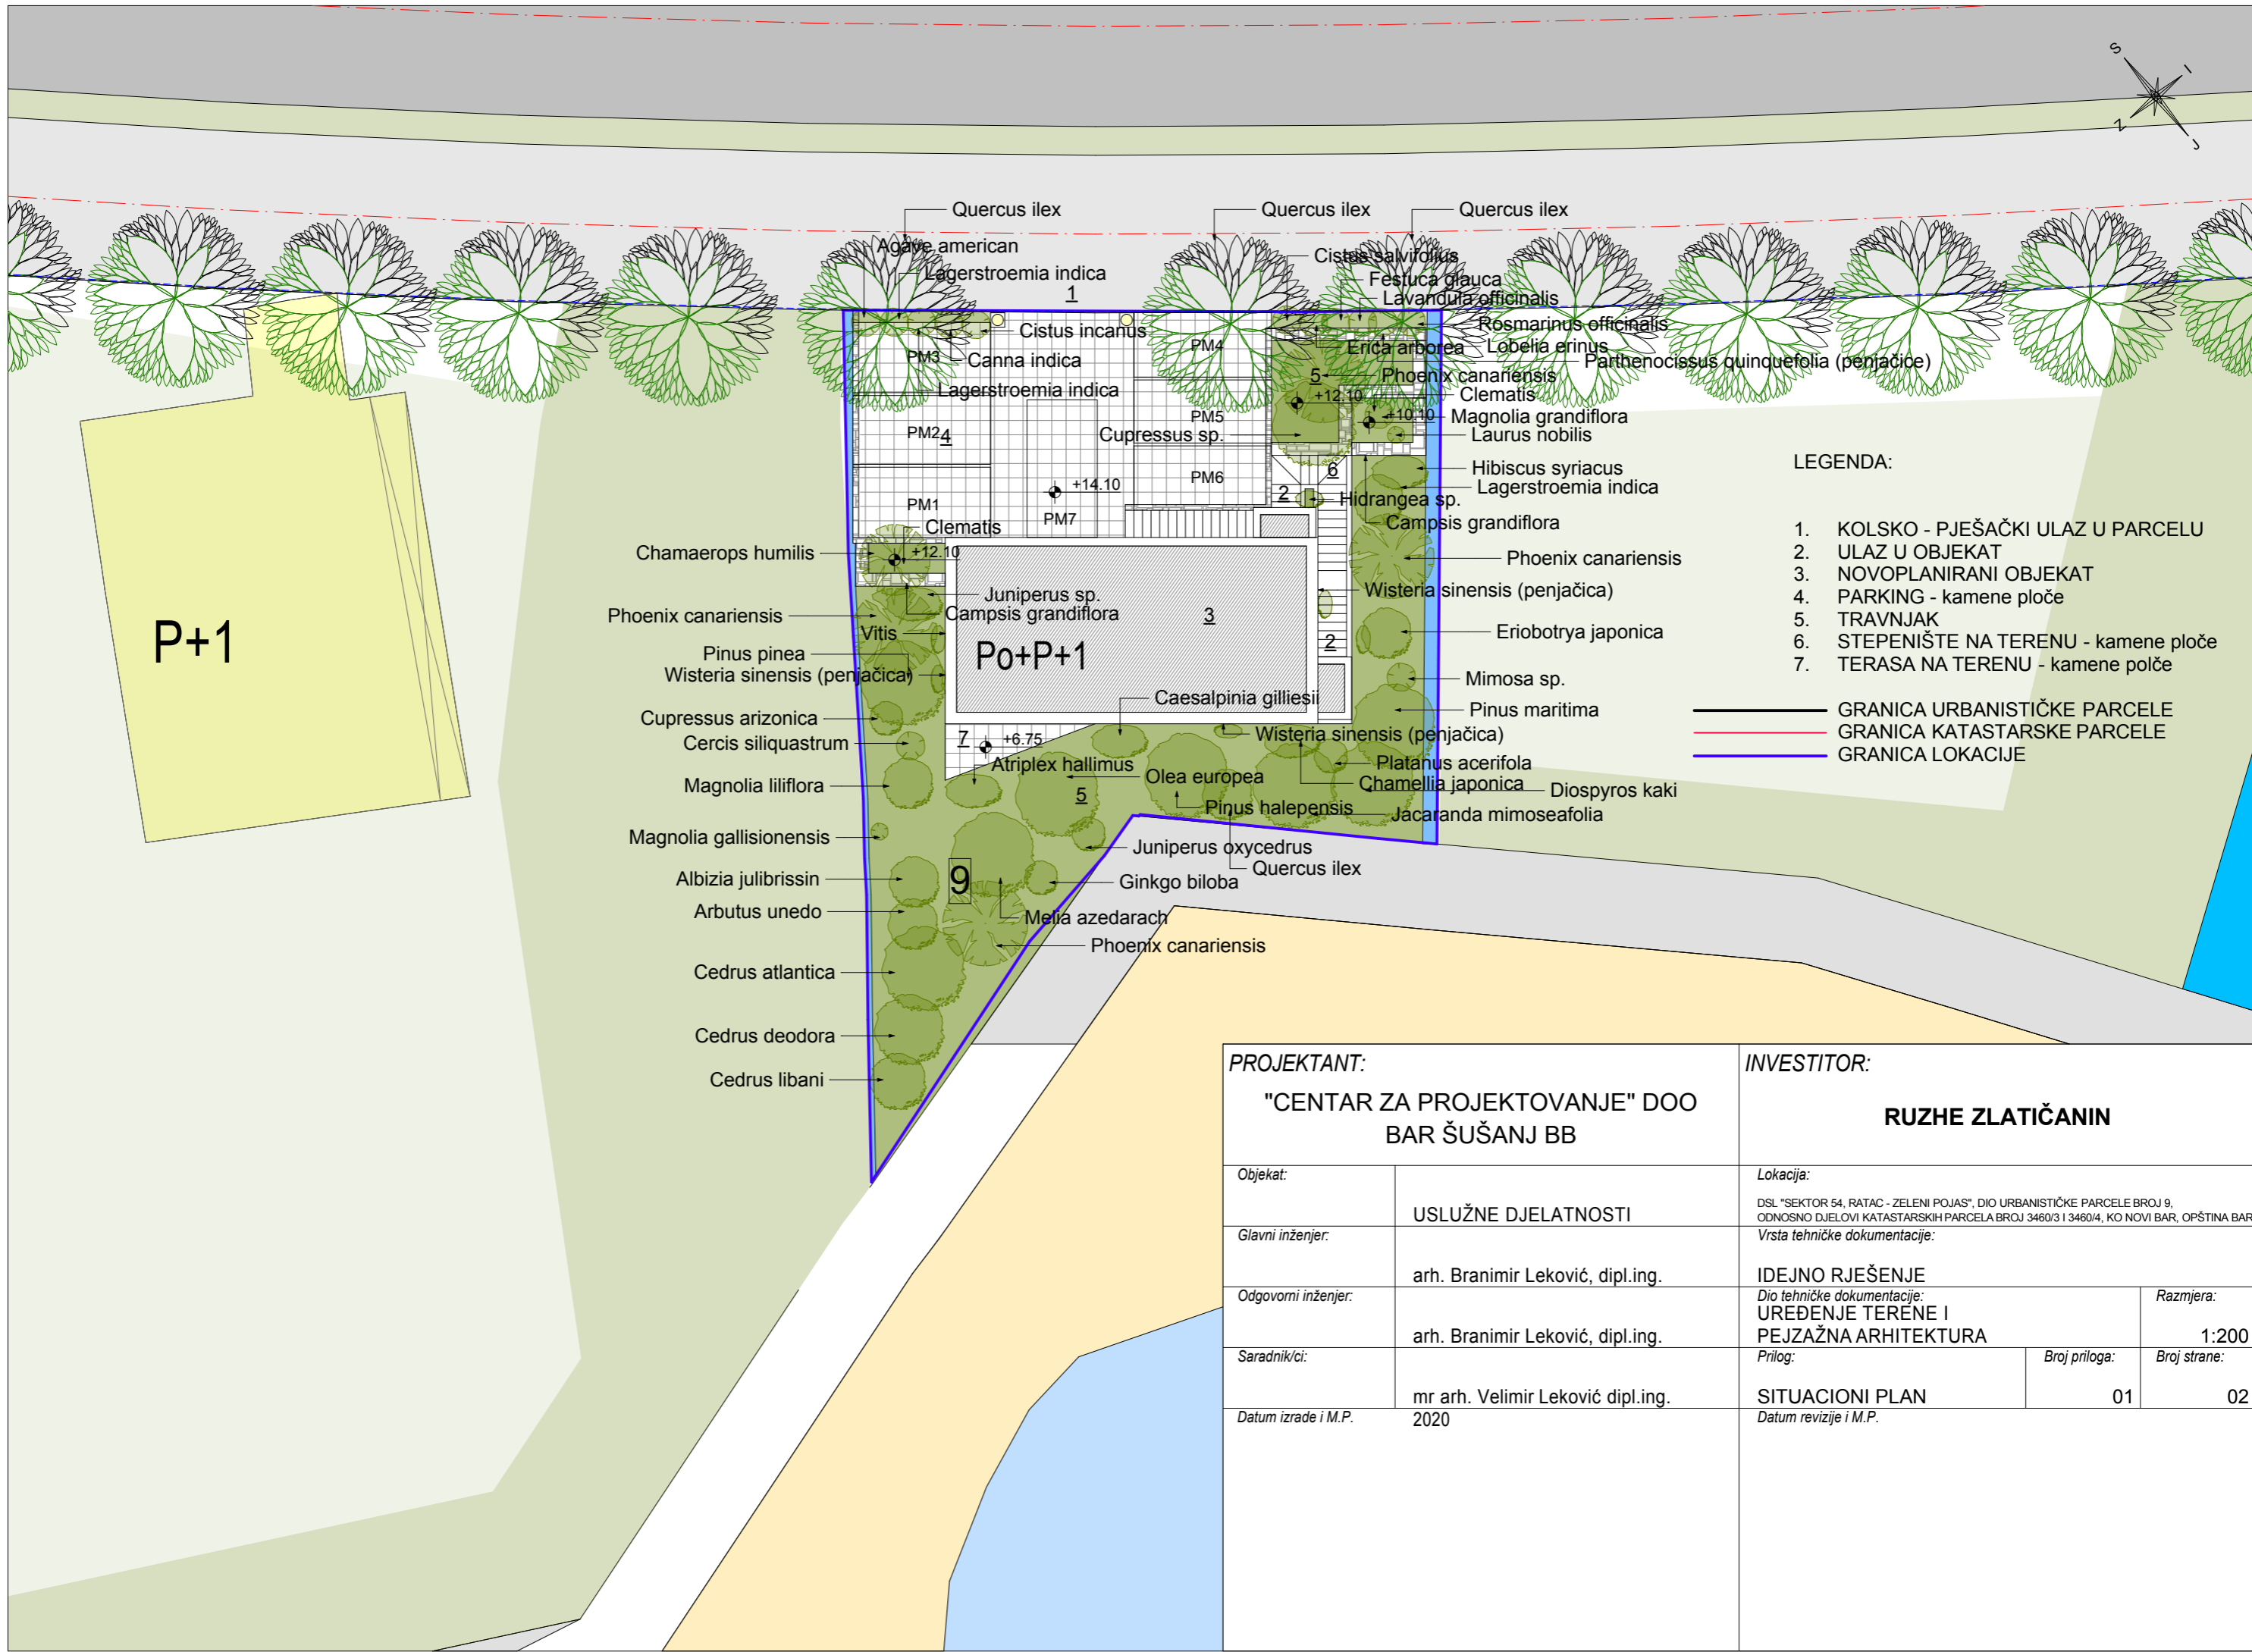 S
I
Z
J
Quercus ilex
Quercus ilex
Quercus ilex
Agave american
Cistus salvifolius
Lagerstroemia indica
Festuca glauca
1
Lavandula officinalis
Cistus incanus
Rosmarinus officinalis
PM3
PM4
Erica arborea
Lobelia erinus
Canna indica
Parthenocissus quinquefolia (penjačice)
Lagerstroemia indica
5
Phoenix canariensis
+12.10
Clematis
PM5
+10.10
Magnolia grandiflora
PM2
4
Cupressus sp.
Laurus nobilis
PM6
6
Hibiscus syriacus
+14.10
Lagerstroemia indica
PM1
2
Hidrangea sp.
PM7
Clematis
Campsis grandiflora
Chamaerops humilis
+12.10
Phoenix canariensis
Juniperus sp.
Wisteria sinensis (penjačica)
Phoenix canariensis
Campsis grandiflora
3
Vitis
Eriobotrya japonica
P+1
Po+P+1
2
Pinus pinea
Wisteria sinensis (penjačica)
Mimosa sp.
Caesalpinia gilliesii
Cupressus arizonica
Pinus maritima
Cercis siliquastrum
7
+6.75
Wisteria sinensis (penjačica)
Atriplex hallimus
Platanus acerifola
Magnolia liliflora
Olea europea
Chamellia japonica
Diospyros kaki
5
Pinus halepensis
Jacaranda mimoseafolia
Magnolia gallisionensis
Juniperus oxycedrus
Quercus ilex
Albizia julibrissin
9
Ginkgo biloba
Arbutus unedo
Melia azedarach
Phoenix canariensis
Cedrus atlantica
Cedrus deodora
Cedrus libani
LEGENDA:
1. KOLSKO - PJEŠAČKI ULAZ U PARCELU
2. ULAZ U OBJEKAT
3. NOVOPLANIRANI OBJEKAT
4. PARKING - kamene ploče
5. TRAVNJAK
6. STEPENIŠTE NA TERENU - kamene ploče
7. TERASA NA TERENU - kamene polče
GRANICA URBANISTIČKE PARCELE
GRANICA KATASTARSKE PARCELE
GRANICA LOKACIJE
PROJEKTANT:
"CENTAR ZA PROJEKTOVANJE" DOO
BAR ŠUŠANJ BB
INVESTITOR:
RUZHE ZLATIČANIN
Objekat:
USLUŽNE DJELATNOSTI
Lokacija:
DSL "SEKTOR 54, RATAC - ZELENI POJAS", DIO URBANISTIČKE PARCELE BROJ 9,
ODNOSNO DJELOVI KATASTARSKIH PARCELA BROJ 3460/3 I 3460/4, KO NOVI BAR, OPŠTINA BAR
Glavni inženjer:
arh. Branimir Leković, dipl.ing.
Vrsta tehničke dokumentacije:
IDEJNO RJEŠENJE
Odgovorni inženjer:
arh. Branimir Leković, dipl.ing.
Dio tehničke dokumentacije:
UREĐENJE TERENE I
PEJZAŽNA ARHITEKTURA
Razmjera:
1:200
Saradnik/ci:
mr arh. Velimir Leković dipl.ing.
Prilog:
SITUACIONI PLAN
Broj priloga:
01
Broj strane:
02
Datum izrade i M.P.
2020
Datum revizije i M.P.